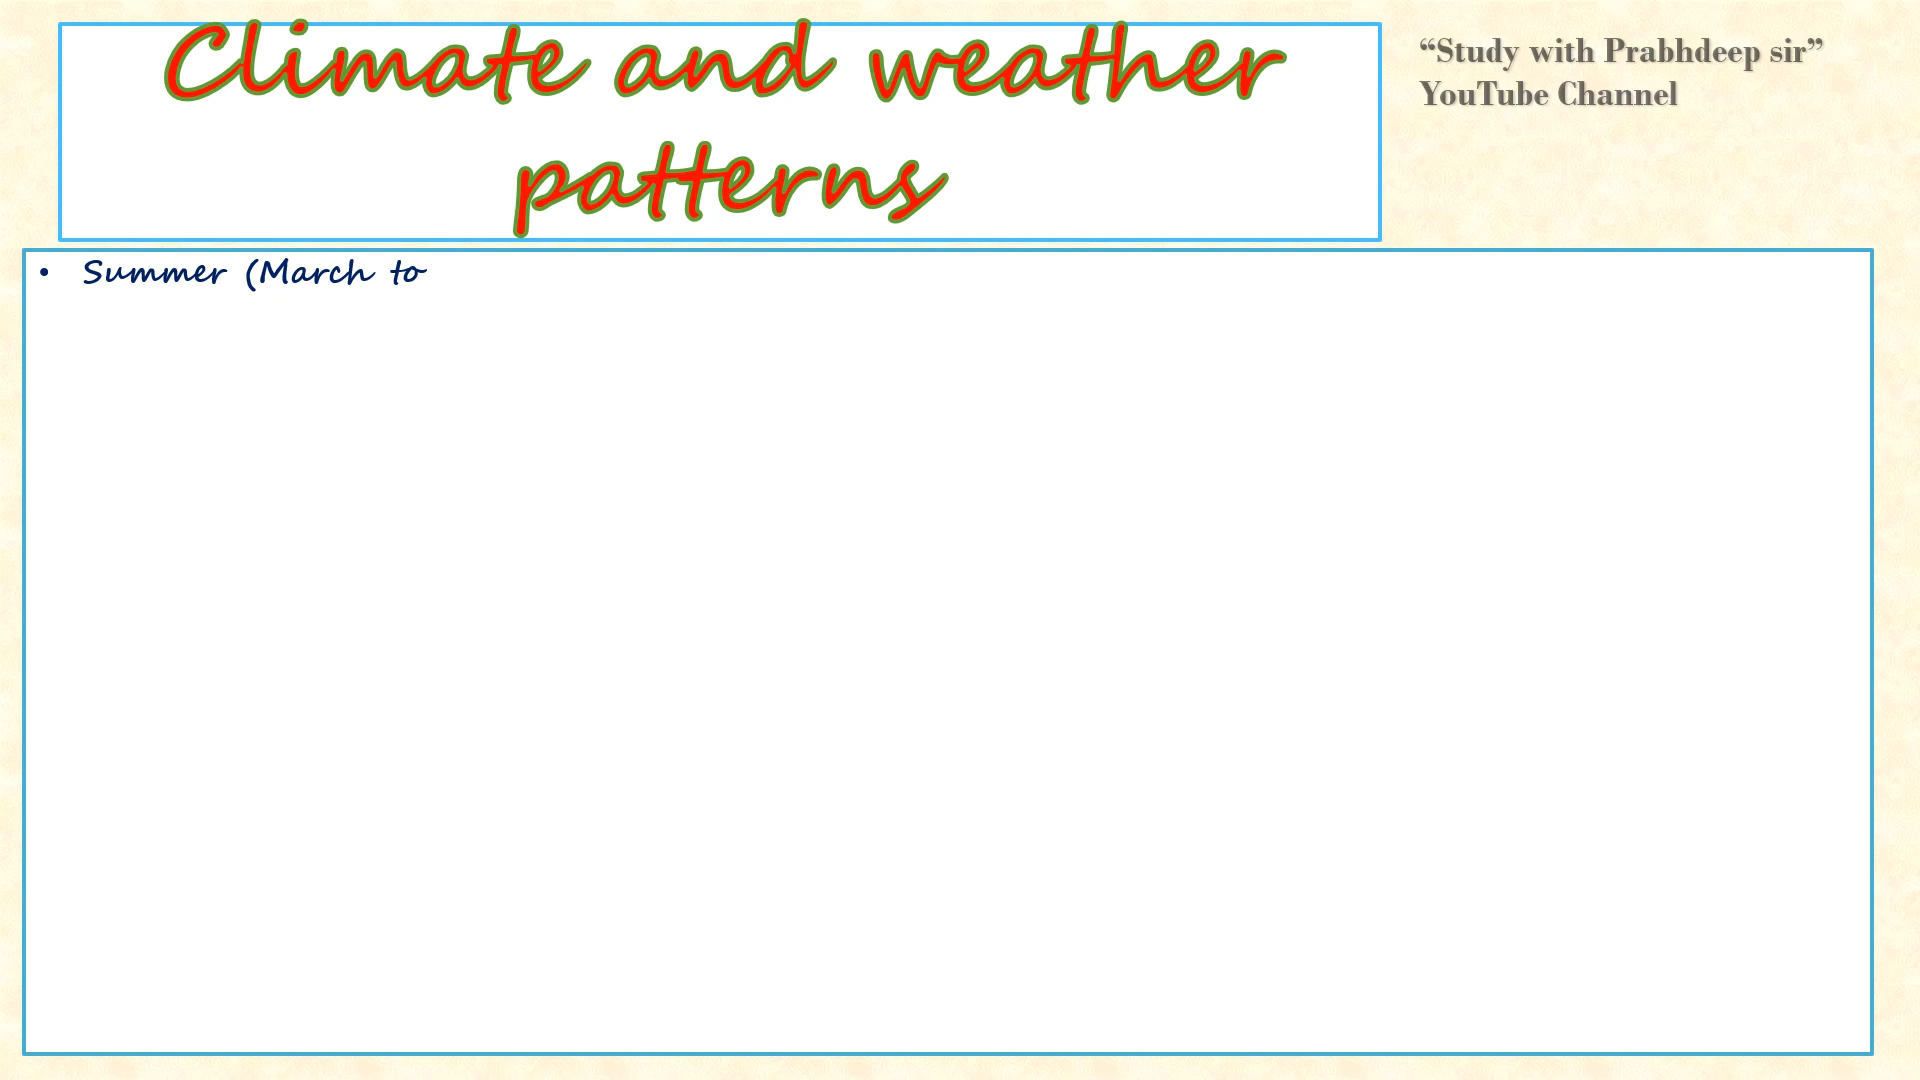 Climate and weather
patterns
“Study with Prabhdeep sir”
YouTube Channel
• Summer (March to